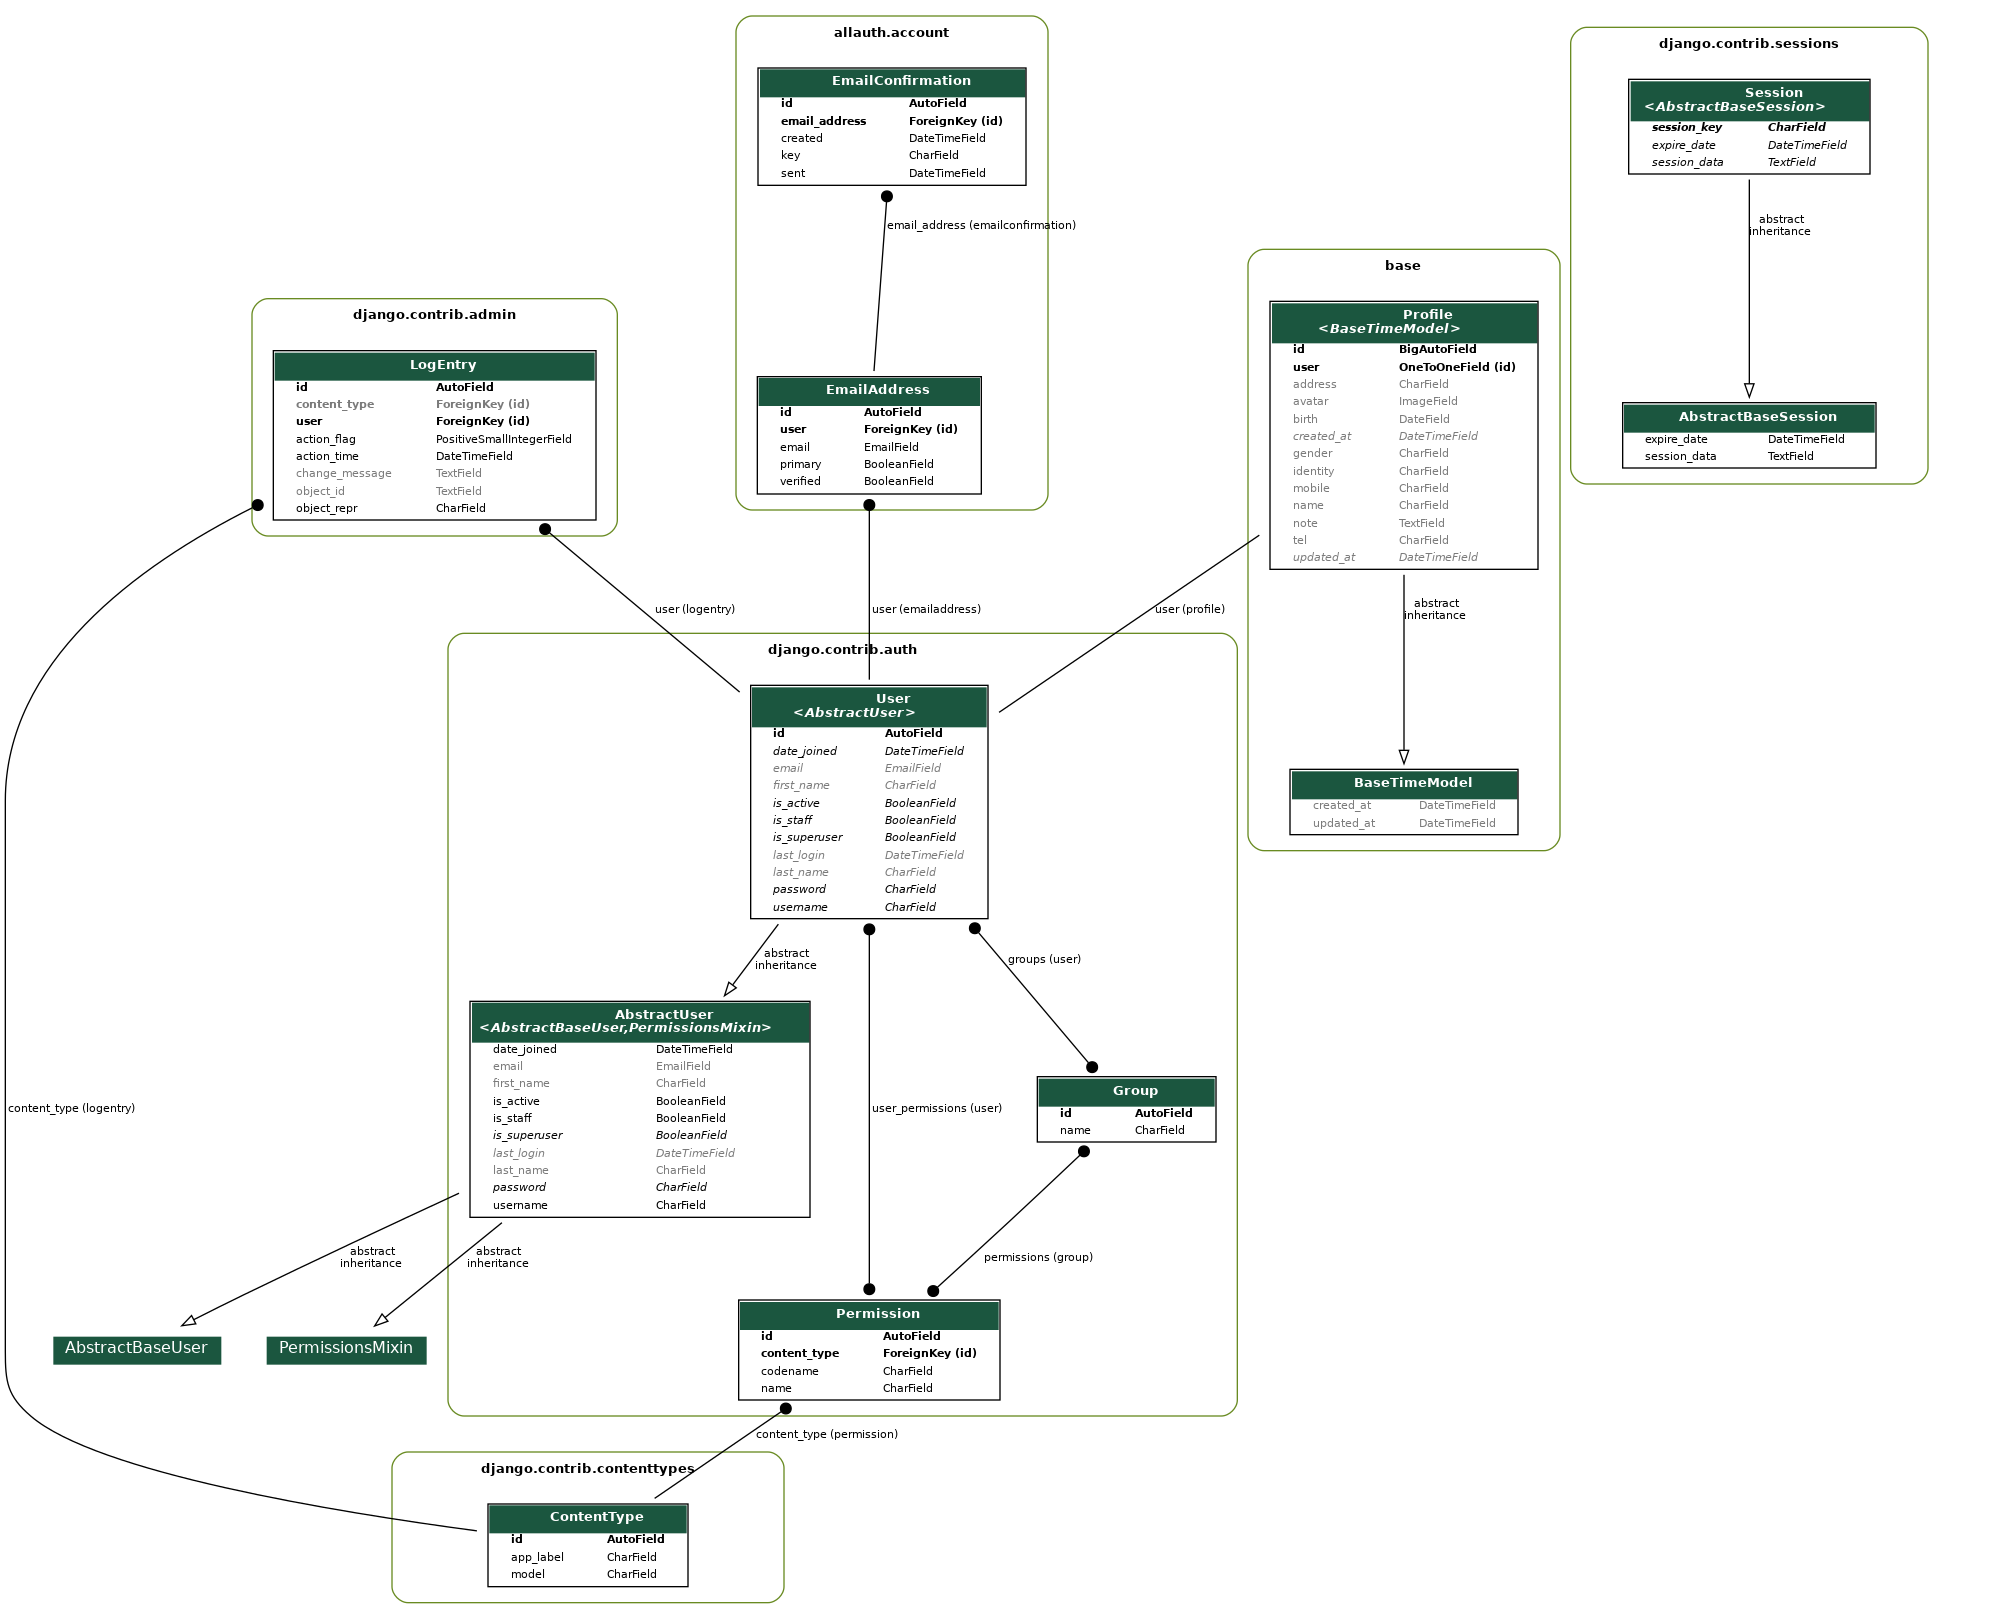 allauth.account
EmailConfirmation
id AutoField
email_address ForeignKey (id)
created DateTimeField
key CharField
sent DateTimeField
email_address (emailconfirmation)
EmailAddress
id AutoField
user ForeignKey (id)
email EmailField
primary BooleanField
verified BooleanField
django.contrib.sessions
Session
<AbstractBaseSession>
session_key CharField
expire_date DateTimeField
session_data TextField
abstract
inheritance
AbstractBaseSession
expire_date DateTimeField
session_data TextField
base
Profile
<BaseTimeModel>
id BigAutoField
user OneToOneField (id)
address CharField
avatar ImageField
birth DateField
created_at DateTimeField
gender CharField
identity CharField
mobile CharField
name CharField
note TextField
tel CharField
updated_at DateTimeField
abstract
inheritance
BaseTimeModel
created_at DateTimeField
updated_at DateTimeField
django.contrib.admin
LogEntry
id AutoField
content_type ForeignKey (id)
user ForeignKey (id)
action_flag PositiveSmallIntegerField
action_time DateTimeField
change_message TextField
object_id TextField
object_repr CharField
user (logentry)
user (emailaddress)
user (profile)
django.contrib.auth
User
<AbstractUser>
id AutoField
date_joined DateTimeField
email EmailField
first_name CharField
is_active BooleanField
is_staff BooleanField
is_superuser BooleanField
last_login DateTimeField
last_name CharField
password CharField
username CharField
abstract
inheritance
groups (user)
AbstractUser
<AbstractBaseUser,PermissionsMixin>
date_joined DateTimeField
email EmailField
first_name CharField
is_active BooleanField
is_staff BooleanField
is_superuser BooleanField
last_login DateTimeField
last_name CharField
password CharField
username CharField
content_type (logentry)
user_permissions (user)
Group
id AutoField
name CharField
abstract
inheritance
abstract
inheritance
permissions (group)
AbstractBaseUser
PermissionsMixin
Permission
id AutoField
content_type ForeignKey (id)
codename CharField
name CharField
content_type (permission)
django.contrib.contenttypes
ContentType
id AutoField
app_label CharField
model CharField